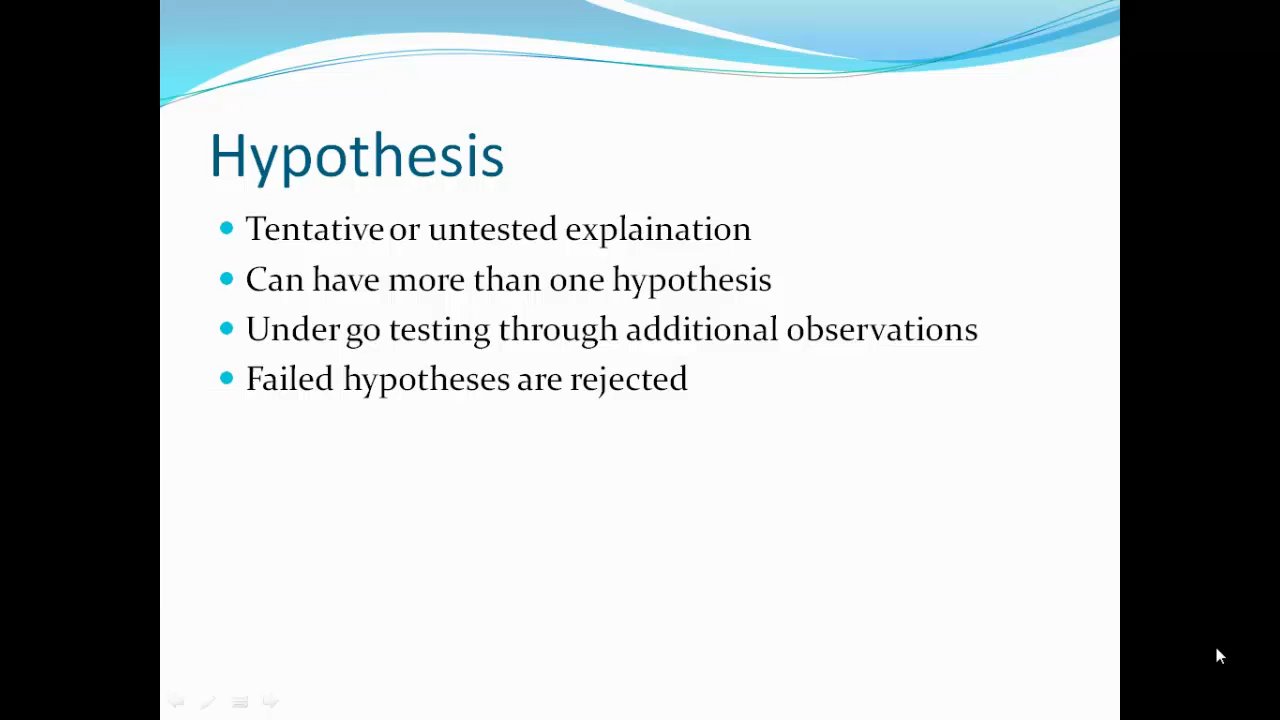 Hypothesis
Tentative or untested explaination
Can have more than one hypothesis
Under go testing through additional observations
Failed hypotheses are rejected